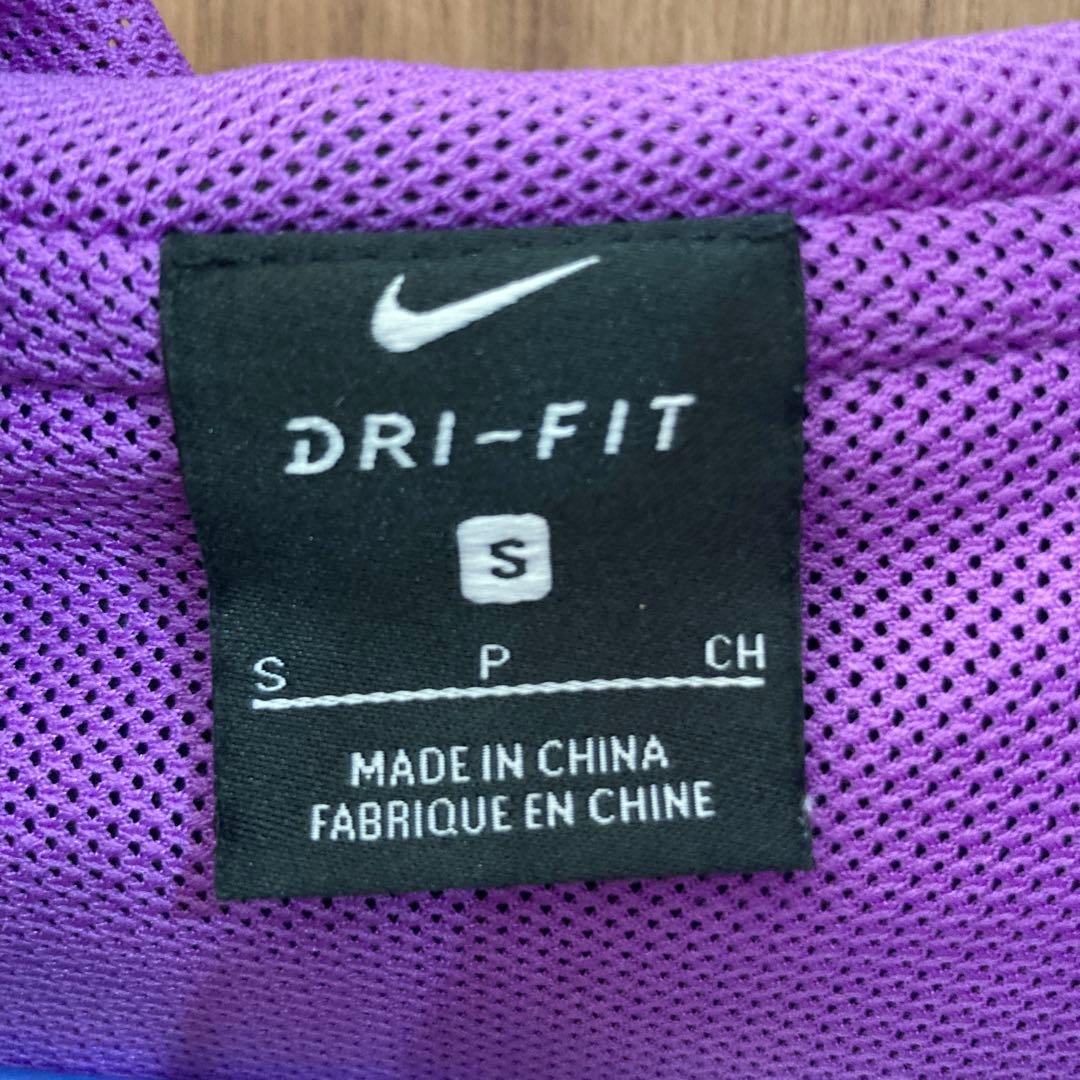 DRI-FIT
S
S P CH
MADE IN CHINA
FABRIQUE EN CHINE